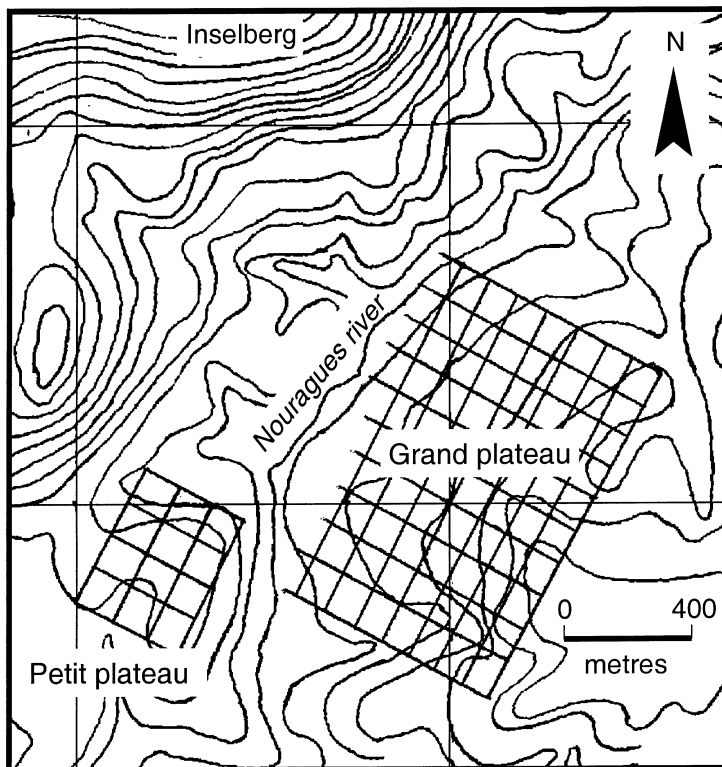 Inselberg
N
Nouragues river
Grand plateau
0 400
metres
Petit plateau